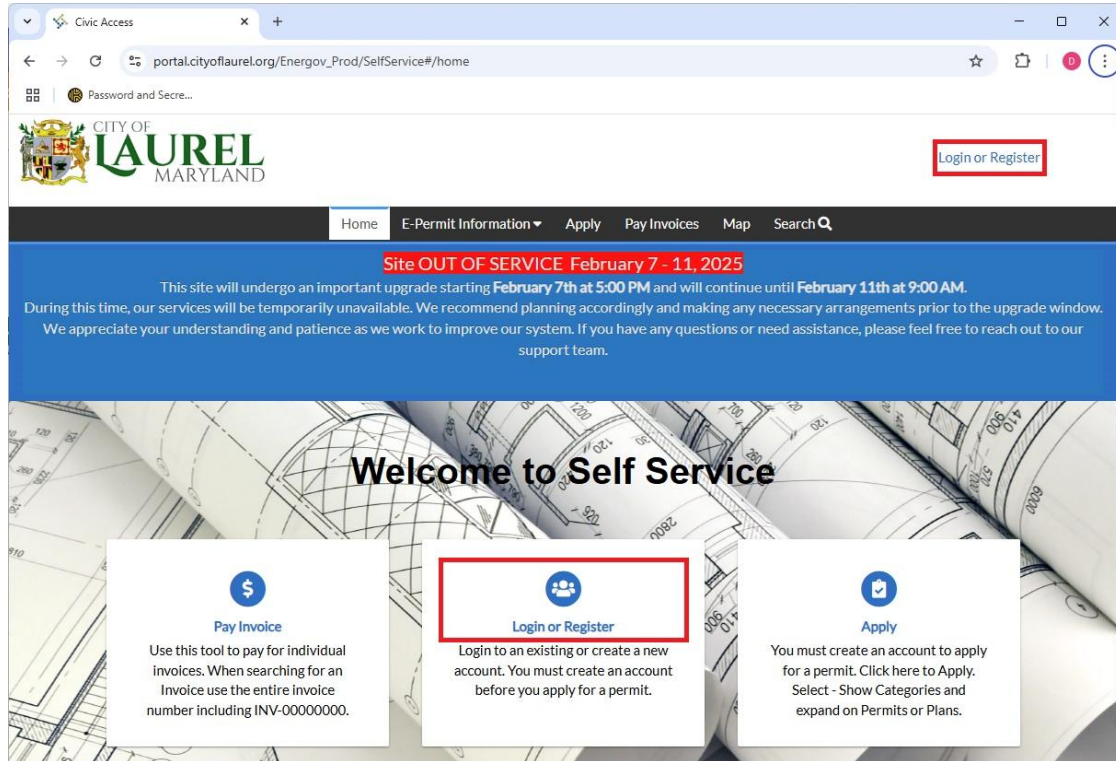 Civic Access
portal.cityoflaurel.org/Energov_Prod/SelfService#/home
D
Password and Secre...
CITY OF
LAUREL
MARYLAND
Login or Register
Home E-Permit Information Apply Pay Invoices Map Search
Site OUT OF SERVICE February 7 - 11, 2025
This site will undergo an important upgrade starting February 7th at 5:00 PM and will continue until February 11th at 9:00 AM.
During this time, our services will be temporarily unavailable. We recommend planning accordingly and making any necessary arrangements prior to the upgrade window.
We appreciate your understanding and patience as we work to improve our system. If you have any questions or need assistance, please feel free to reach out to our
support team.
Welcome to Self Service
Pay Invoice
Use this tool to pay for individual
invoices. When searching for an
Invoice use the entire invoice
number including INV-00000000.
Login or Register
Login to an existing or create a new
account. You must create an account
before you apply for a permit.
Apply
You must create an account to apply
for a permit. Click here to Apply.
Select - Show Categories and
expand on Permits or Plans.